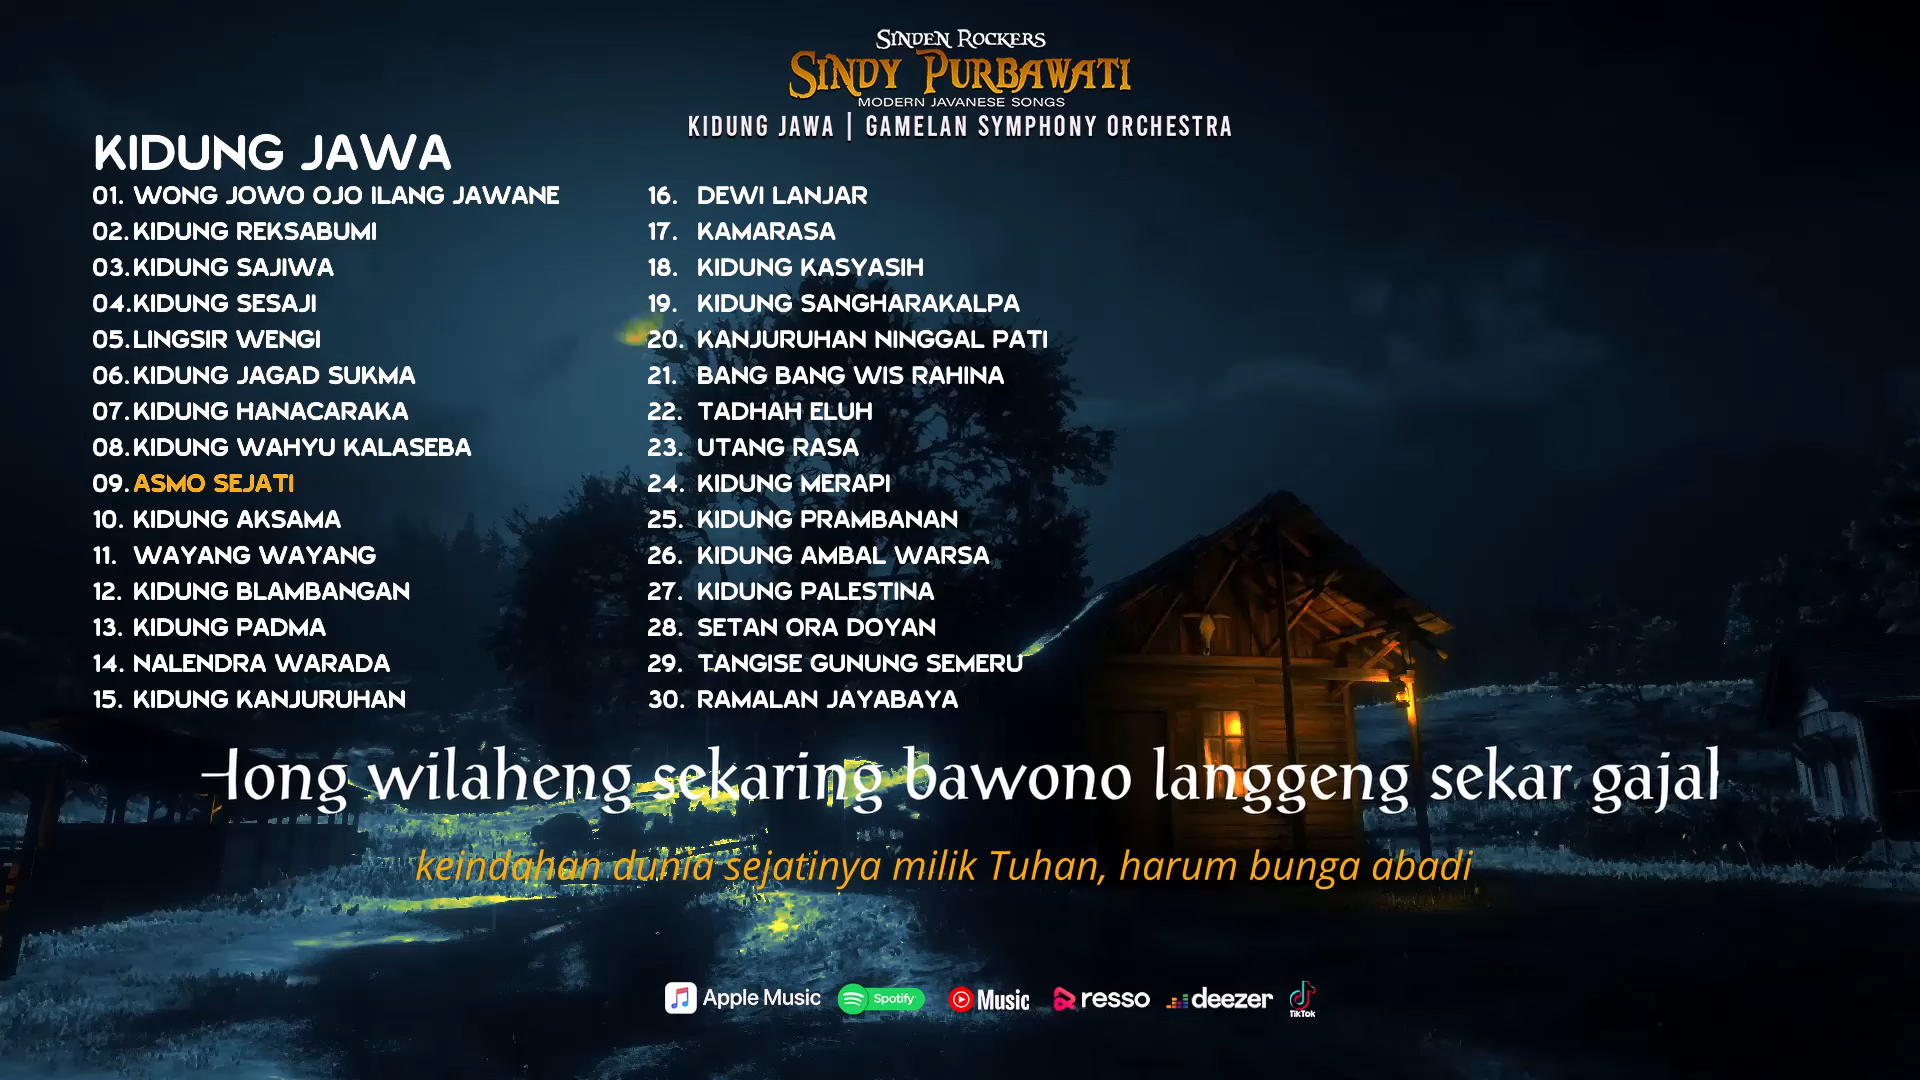 SINDEN ROCKERS
SINDY PURBAWATI
MODERN JAVANESE SONGS
KIDUNG JAWA | GAMELAN SYMPHONY ORCHESTRA
KIDUNG JAWA
01. WONG JOWO OJO ILANG JAWANE
02. KIDUNG REKSABUMI
03. KIDUNG SAJIWA
04. KIDUNG SESAJI
05. LINGSIR WENGI
06. KIDUNG JAGAD SUKMA
07. KIDUNG HANACARAKA
08. KIDUNG WAHYU KALASEBA
09. ASMO SEJATI
10. KIDUNG AKSAMA
11. WAYANG WAYANG
12. KIDUNG BLAMBANGAN
13. KIDUNG PADMA
14. NALENDRA WARADA
15. KIDUNG KANJURUHAN
16. DEWI LANJAR
17. KAMARASA
18. KIDUNG KASYASIH
19. KIDUNG SANGHARAKALPA
20. KANJURUHAN NINGGAL PATI
21. BANG BANG WIS RAHINA
22. TADHAH ELUH
23. UTANG RASA
24. KIDUNG MERAPI
25. KIDUNG PRAMBANAN
26. KIDUNG AMBAL WARSA
27. KIDUNG PALESTINA
28. SETAN ORA DOYAN
29. TANGISE GUNUNG SEMERU
30. RAMALAN JAYABAYA
Hong wilaheng sekaring bawono langgeng sekar
keindahan dunia sejatinya milik Tuhan, harum bunga abadi
Apple Music Spotify Music resso deezer TikTok